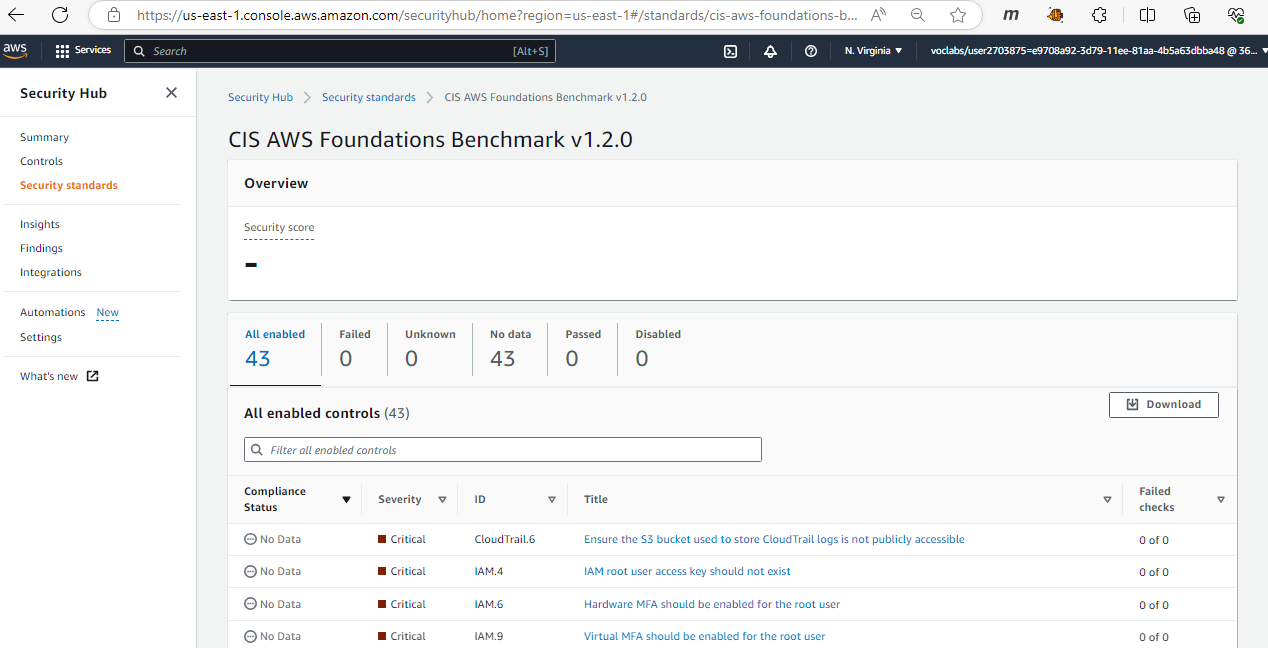 https://us-east-1.console.aws.amazon.com/securityhub/home?region=us-east-1#/standards/cis-aws-foundations-b...
A))
m
aws
Services
Search
[Alt+S]
N. Virginia
voclabs/user2703875=e9708a92-3d79-11ee-81aa-4b5a63dbba48 @ 36...
Security Hub
Summary
Controls
Security standards
Insights
Findings
Integrations
Automations New
Settings
What's new
Security Hub
Security standards
CIS AWS Foundations Benchmark v1.2.0
CIS AWS Foundations Benchmark v1.2.0
Overview
Security score
–
All enabled
43
Failed
0
Unknown
0
No data
43
Passed
0
Disabled
0
All enabled controls (43)
Download
Filter all enabled controls
Compliance
Status
Severity
ID
Title
Failed
checks
No Data Critical CloudTrail.6 Ensure the S3 bucket used to store CloudTrail logs is not publicly accessible 0 of 0
No Data Critical IAM.4 IAM root user access key should not exist 0 of 0
No Data Critical IAM.6 Hardware MFA should be enabled for the root user 0 of 0
No Data Critical IAM.9 Virtual MFA should be enabled for the root user 0 of 0